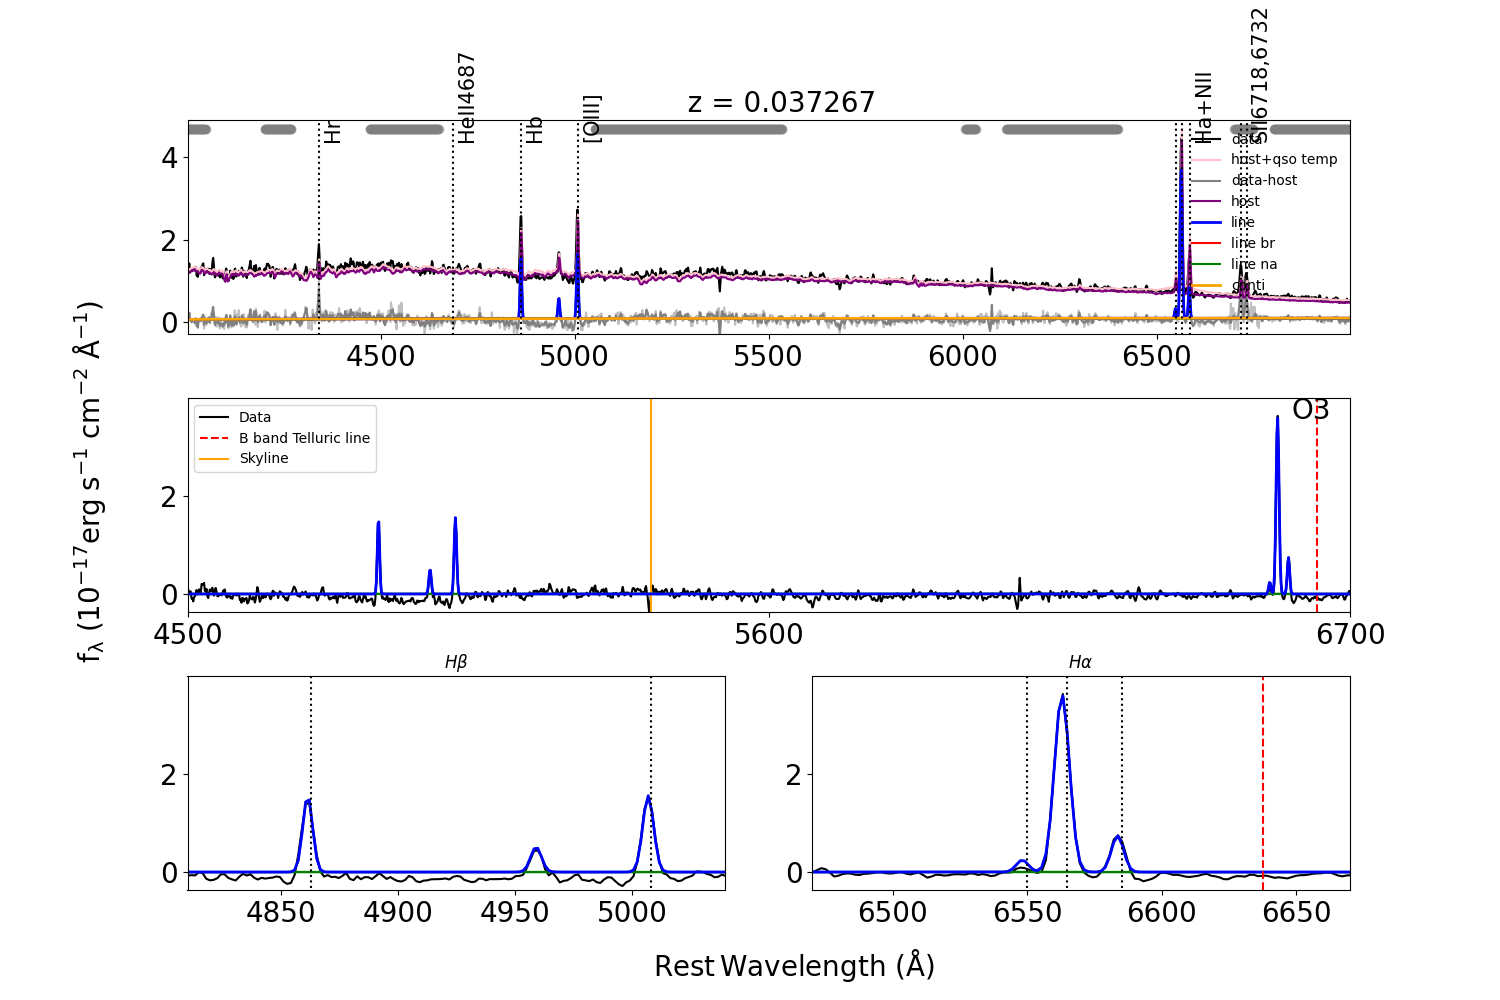 z = 0.037267
Hr
HeII4687
Hb
[OIII]
Ha+NII
SII6718,6732
data
host+qso temp
data-host
host
line
line br
line na
conti
4
2
0
4500
5000
5500
6000
6500
Data
B band Telluric line
Skyline
O3
2
0
4500
5600
6700
fλ (10−17erg s−1 cm−2 Å−1)
Hβ
2
0
4850
4900
4950
5000
Hα
2
0
6500
6550
6600
6650
Rest Wavelength (Å)